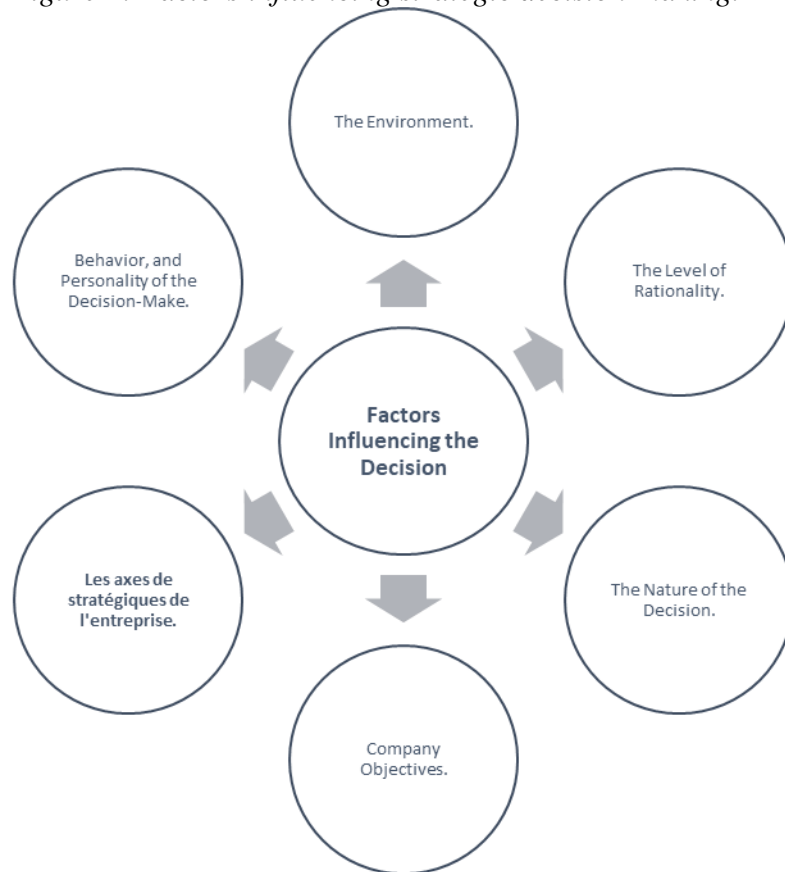 The Environment.
Behavior, and
Personality of the
Decision-Make.
The Level of
Rationality.
Factors
Influencing the
Decision
Les axes de
stratégiques de
l'entreprise.
The Nature of the
Decision.
Company
Objectives.